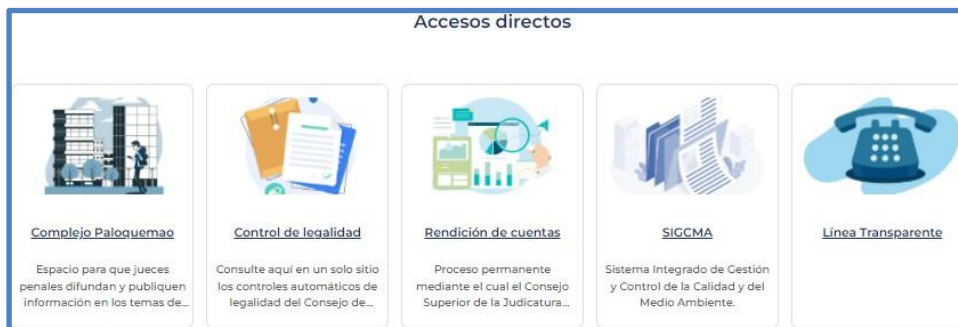 Accesos directos
Complejo Paloquemao
Espacio para que jueces
penales difundan y publiquen
información en los temas de...
Control de legalidad
Consulte aquí en un solo sitio
los controles automáticos de
legalidad del Consejo de...
Rendición de cuentas
Proceso permanente
mediante el cual el Consejo
Superior de la Judicatura...
SIGCMA
Sistema Integrado de Gestión
y Control de la Calidad y del
Medio Ambiente.
Línea Transparente